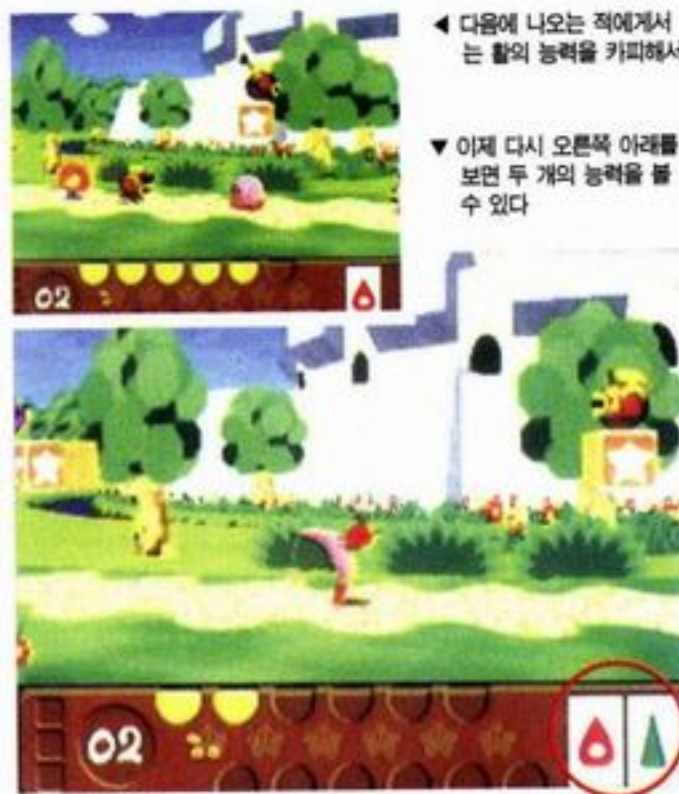 ◀ 다음에 나오는 적에게서
는 활의 능력을 카피해서
▼ 이제 다시 오른쪽 아래를
보면 두 개의 능력을 볼
수 있다
02
02